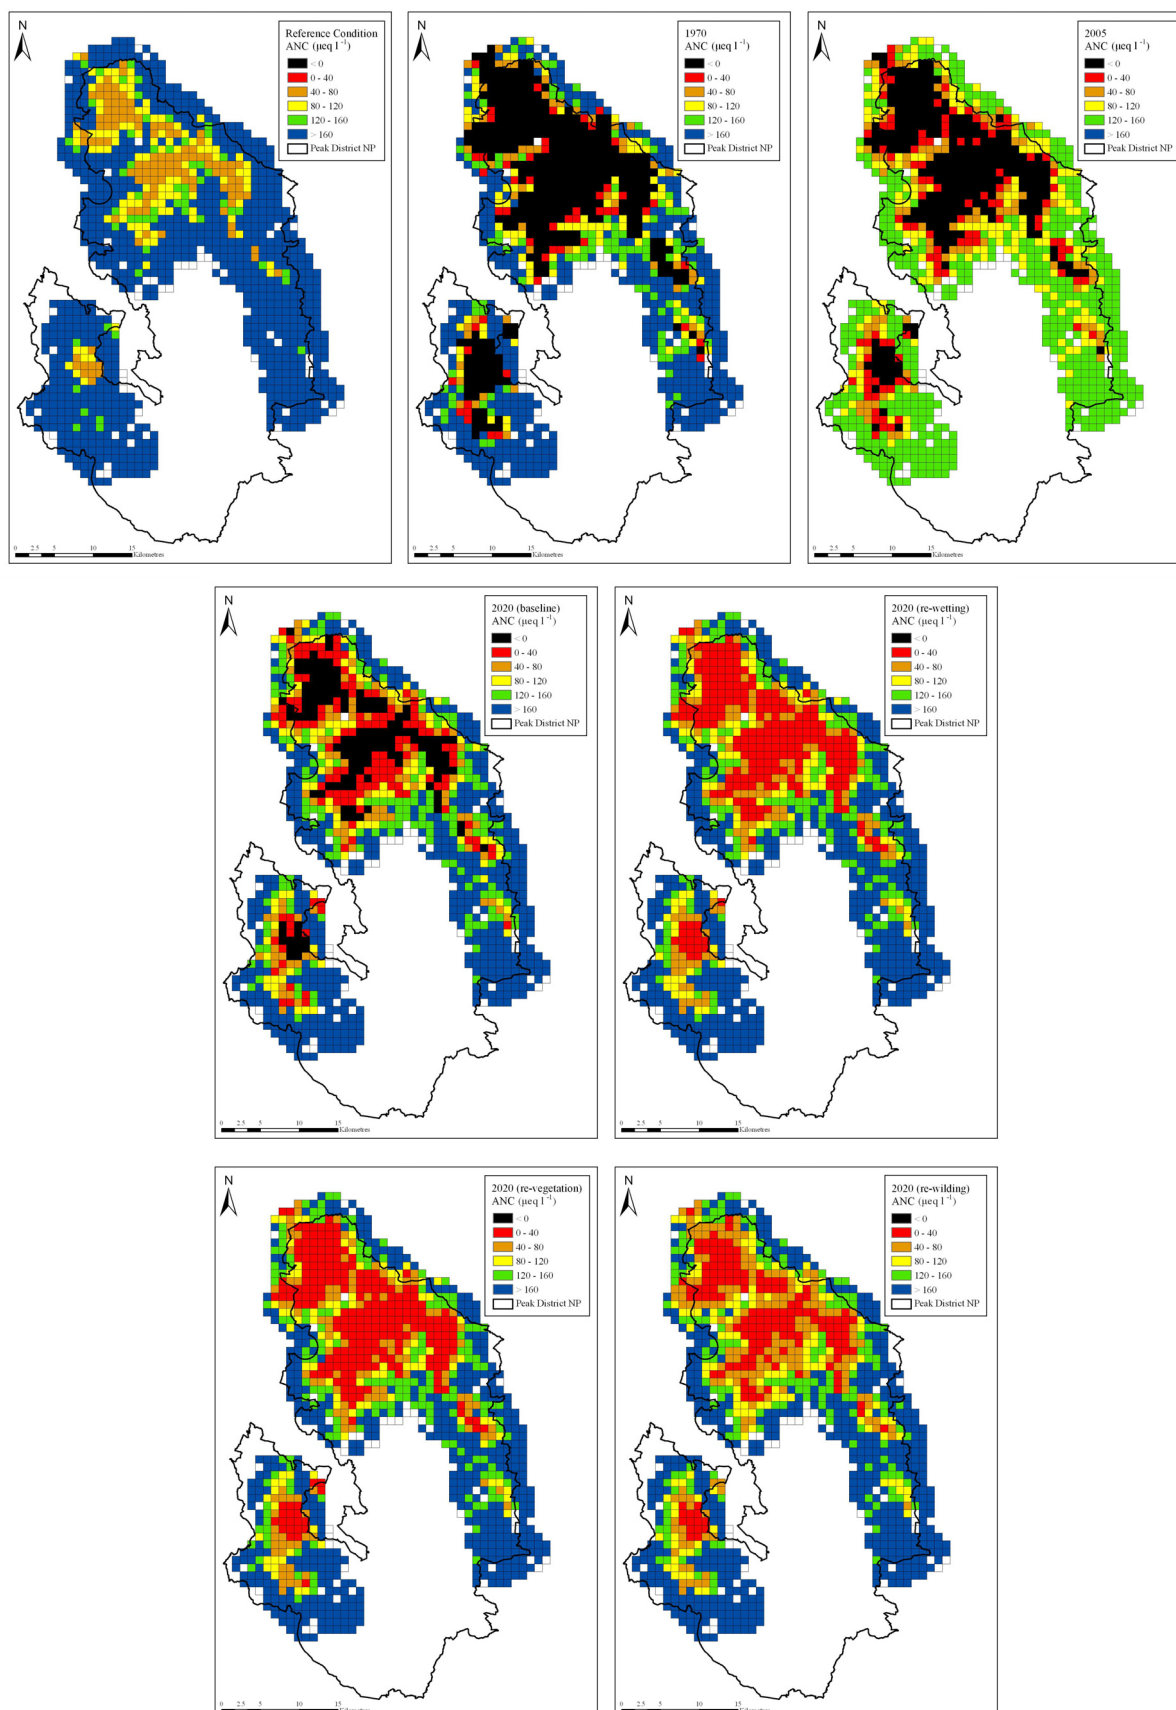 N
Reference Condition
ANC (µeq l⁻¹)
< 0
0 - 40
40 - 80
80 - 120
120 - 160
> 160
Peak District NP
0 2.5 5 10 15
Kilometres
N
1970
ANC (µeq l⁻¹)
< 0
0 - 40
40 - 80
80 - 120
120 - 160
> 160
Peak District NP
0 2.5 5 10 15
Kilometres
N
2005
ANC (µeq l⁻¹)
< 0
0 - 40
40 - 80
80 - 120
120 - 160
> 160
Peak District NP
0 2.5 5 10 15
Kilometres
N
2020 (baseline)
ANC (µeq l⁻¹)
< 0
0 - 40
40 - 80
80 - 120
120 - 160
> 160
Peak District NP
0 2.5 5 10 15
Kilometres
N
2020 (re-wetting)
ANC (µeq l⁻¹)
< 0
0 - 40
40 - 80
80 - 120
120 - 160
> 160
Peak District NP
0 2.5 5 10 15
Kilometres
N
2020 (re-vegetation)
ANC (µeq l⁻¹)
< 0
0 - 40
40 - 80
80 - 120
120 - 160
> 160
Peak District NP
0 2.5 5 10 15
Kilometres
N
2020 (re-wilding)
ANC (µeq l⁻¹)
< 0
0 - 40
40 - 80
80 - 120
120 - 160
> 160
Peak District NP
0 2.5 5 10 15
Kilometres